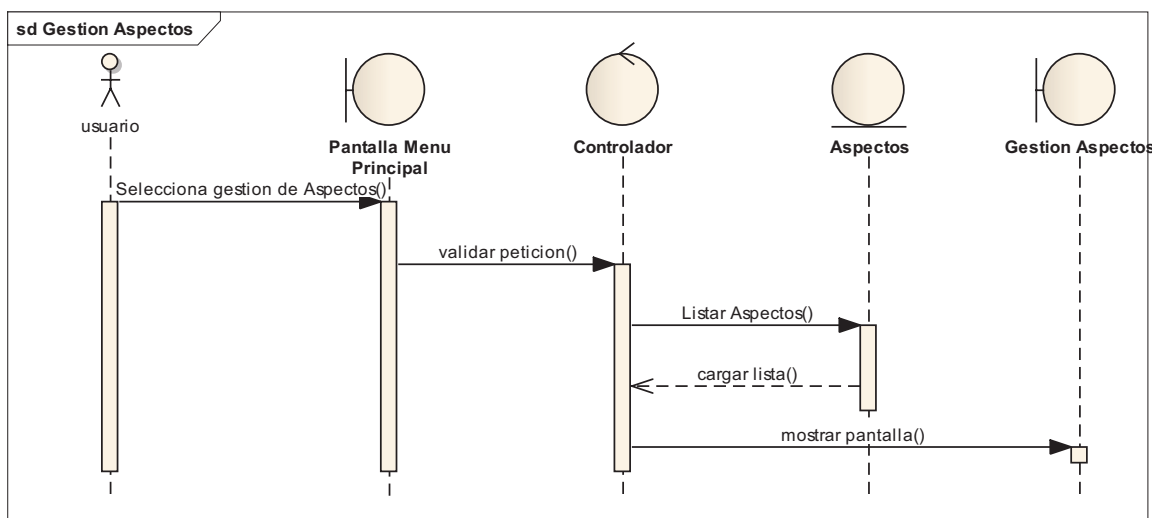 sd Gestion Aspectos
usuario
Pantalla Menu
Principal
Controlador
Aspectos
Gestion Aspectos
Selecciona gestion de Aspectos()
validar peticion()
Listar Aspectos()
cargar lista()
mostrar pantalla()